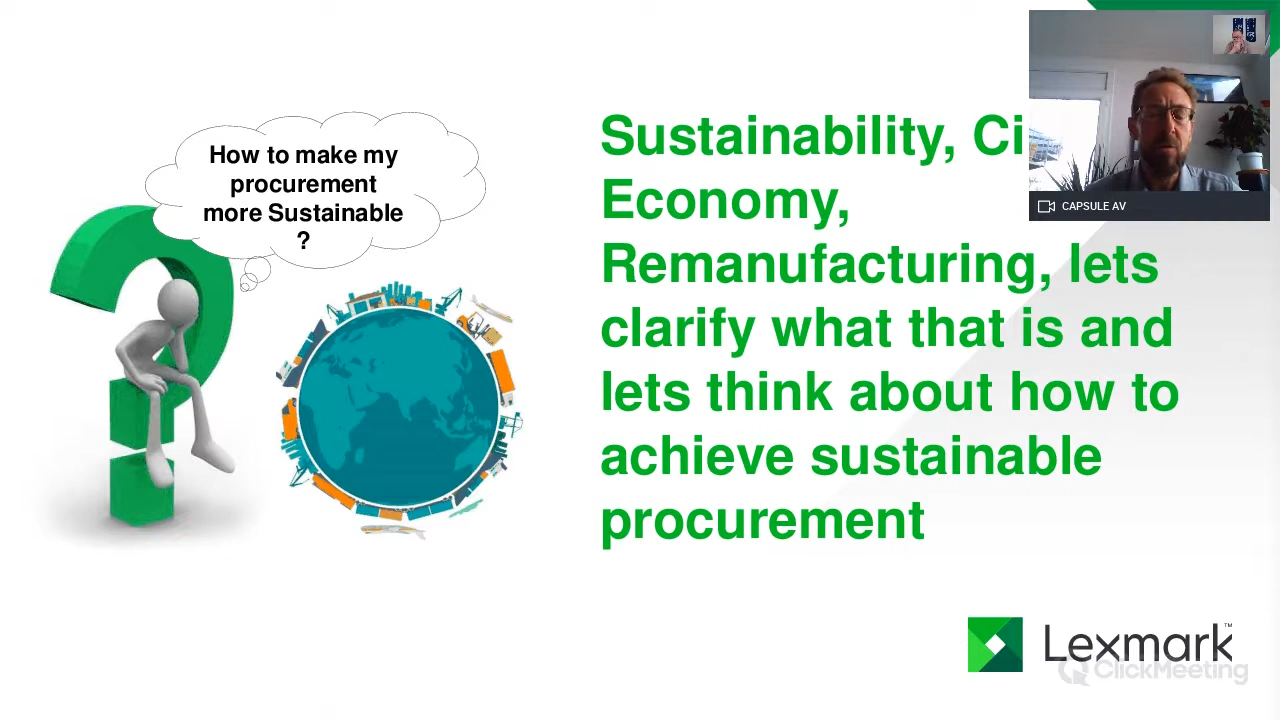 How to make my
procurement
more Sustainable
?
Sustainability, Ci
Economy,
Remanufacturing, lets
clarify what that is and
lets think about how to
achieve sustainable
procurement
CAPSULE AV
Lexmark™
ClickMeeting